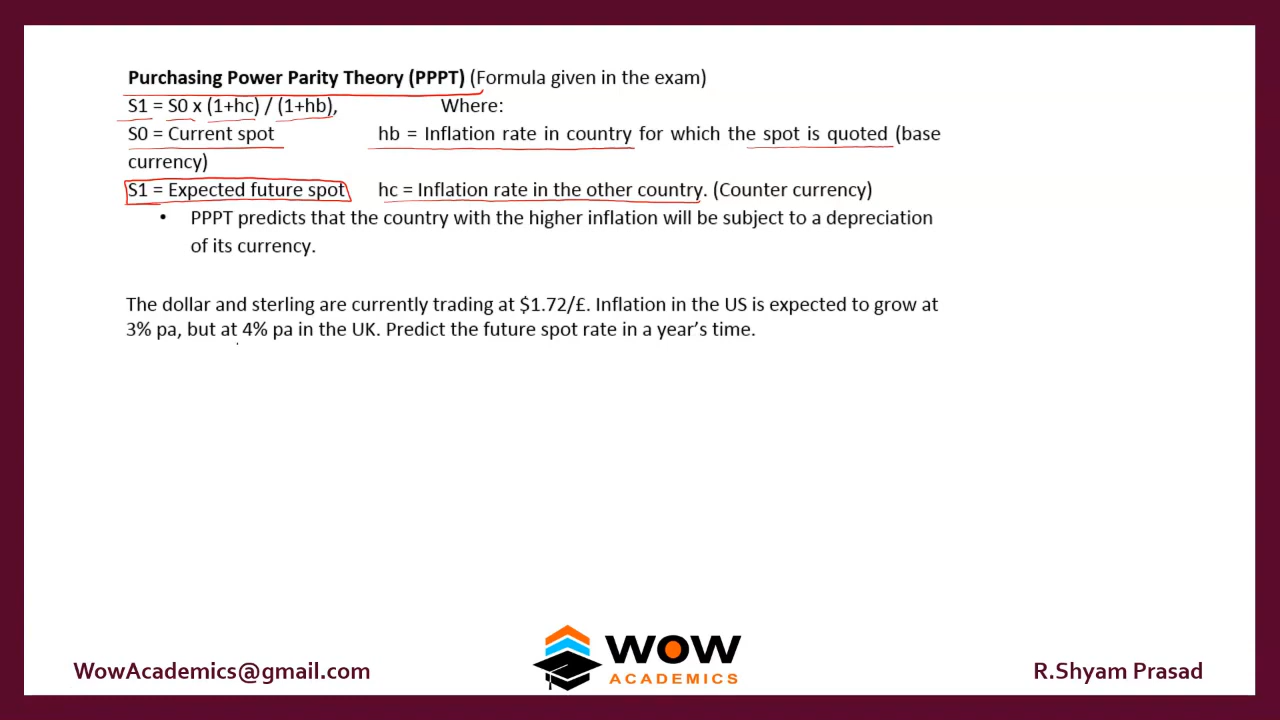 Purchasing Power Parity Theory (PPPT) (Formula given in the exam)
S1 = S0 x (1+hc) / (1+hb), Where:
S0 = Current spot hb = Inflation rate in country for which the spot is quoted (base
currency)
S1 = Expected future spot hc = Inflation rate in the other country. (Counter currency)
• PPPT predicts that the country with the higher inflation will be subject to a depreciation
of its currency.
The dollar and sterling are currently trading at $1.72/£. Inflation in the US is expected to grow at
3% pa, but at 4% pa in the UK. Predict the future spot rate in a year's time.
WOW
ACADEMICS
WowAcademics@gmail.com
R.Shyam Prasad